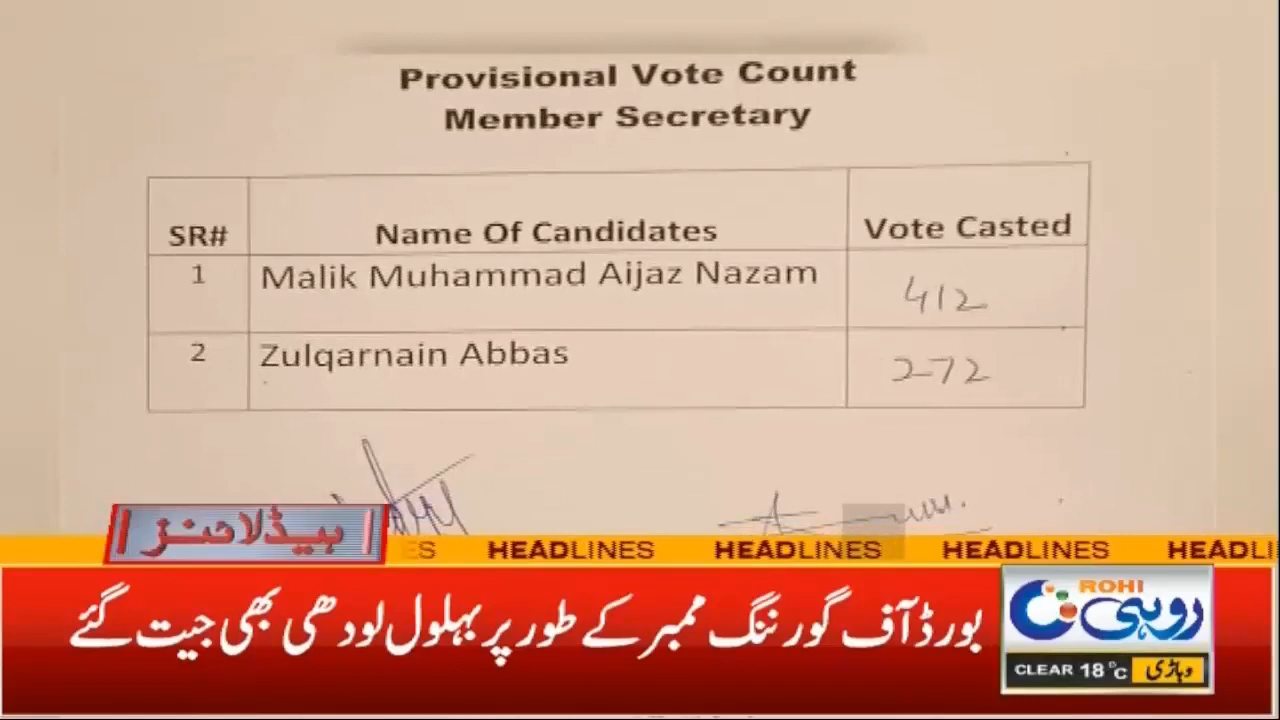 Provisional Vote Count
Member Secretary
SR# Name Of Candidates Vote Casted
1 Malik Muhammad Aijaz Nazam 412
2 Zulqarnain Abbas 272
ہیڈلائنز
ES HEADLINES HEADLINES HEADLINES HEADLI
بورڈ آف گورننگ ممبر کے طور پر بہلول لودھی بھی جیت گئے
ROHI
روہی
CLEAR 18°C وہاڑی